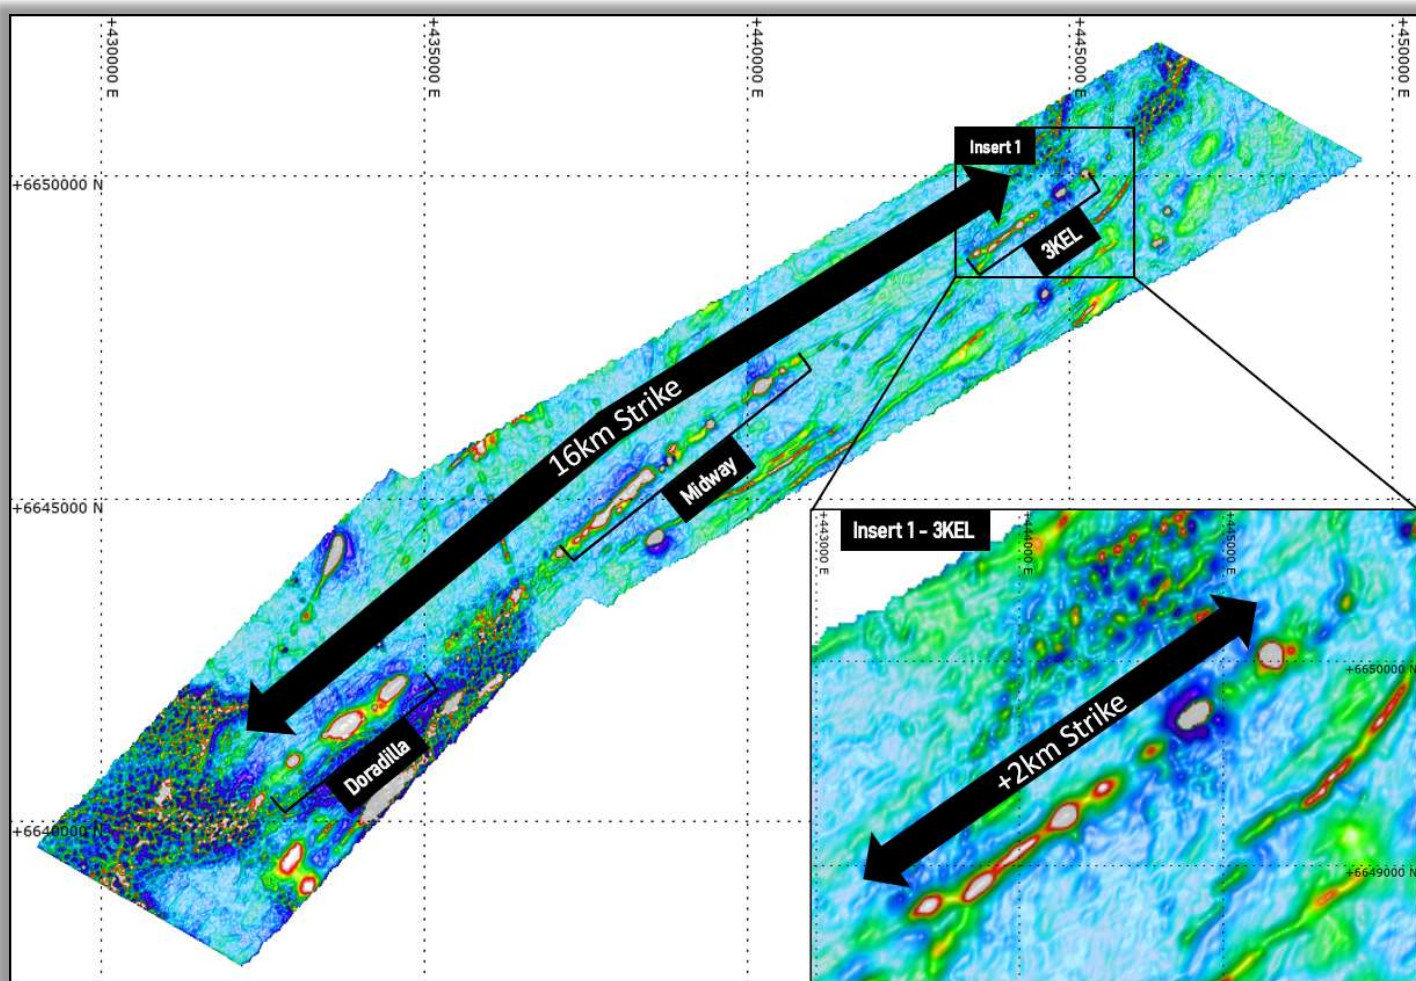 +430000 E
+435000 E
+440000 E
+445000 E
+450000 E
Insert 1
+6650000 N
3KEL
16km Strike
Midway
+6645000 N
Insert 1 - 3KEL
+443000 E
+444000 E
+445000 E
+6650000 N
+2km Strike
Doradilla
+6640000 N
+6649000 N